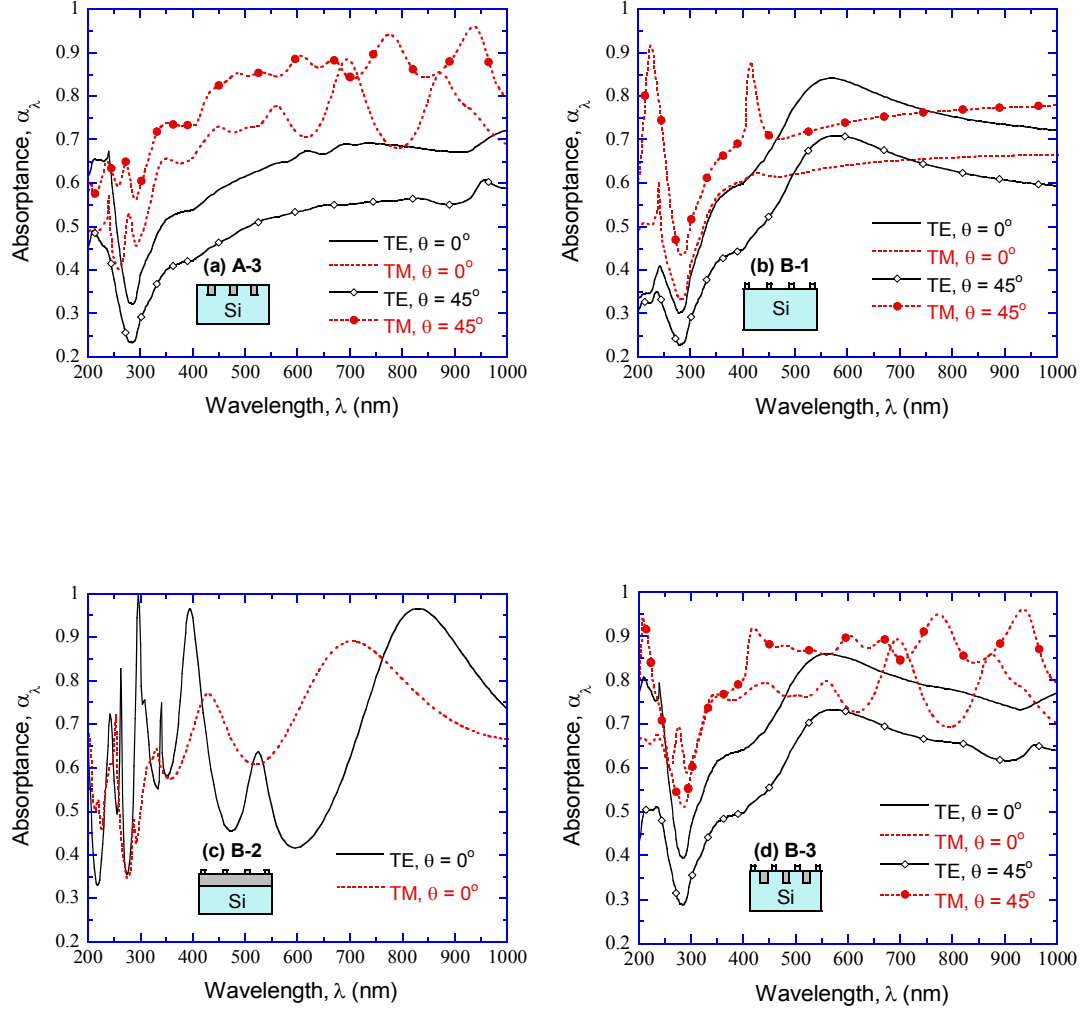 1
0.9
0.8
0.7
0.6
0.5
0.4
0.3
0.2
200 300 400 500 600 700 800 900 1000
Absorptance, αλ
Wavelength, λ (nm)
TE, θ = 0°
TM, θ = 0°
TE, θ = 45°
TM, θ = 45°
(a) A-3
Si
1
0.9
0.8
0.7
0.6
0.5
0.4
0.3
0.2
200 300 400 500 600 700 800 900 1000
Absorptance, αλ
Wavelength, λ (nm)
TE, θ = 0°
TM, θ = 0°
TE, θ = 45°
TM, θ = 45°
(b) B-1
Si
1
0.9
0.8
0.7
0.6
0.5
0.4
0.3
0.2
200 300 400 500 600 700 800 900 1000
Absorptance, αλ
Wavelength, λ (nm)
(c) B-2
Si
TE, θ = 0°
TM, θ = 0°
1
0.9
0.8
0.7
0.6
0.5
0.4
0.3
0.2
200 300 400 500 600 700 800 900 1000
Absorptance, αλ
Wavelength, λ (nm)
TE, θ = 0°
TM, θ = 0°
TE, θ = 45°
TM, θ = 45°
(d) B-3
Si